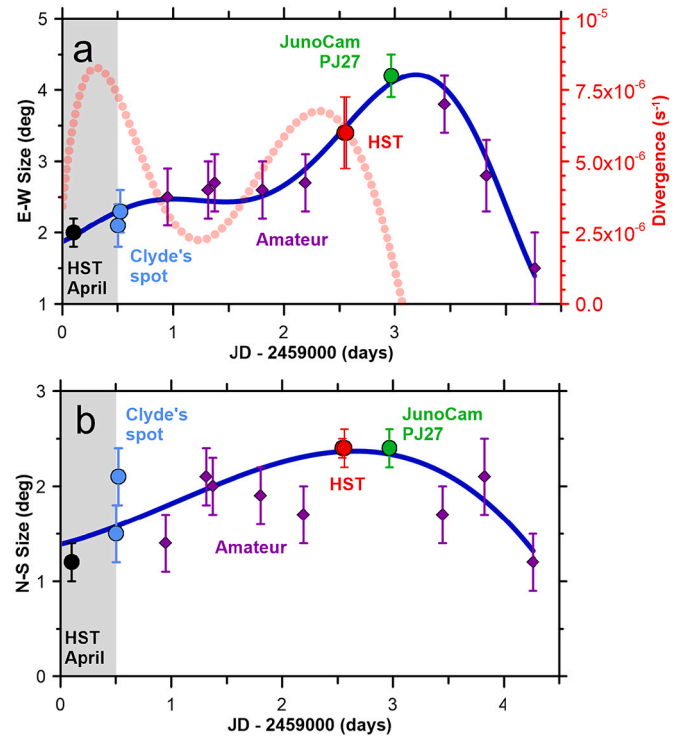 a
5
4
3
2
1
E-W Size (deg)
JunoCam
PJ27
HST
Amateur
Clyde's
spot
HST
April
10⁻⁵
7.5x10⁻⁶
5.0x10⁻⁶
2.5x10⁻⁶
0.0
Divergence (s⁻¹)
0 1 2 3 4
JD - 2459000 (days)
b
3
2
1
0
N-S Size (deg)
Clyde's
spot
JunoCam
PJ27
HST
Amateur
HST
April
0 1 2 3 4
JD - 2459000 (days)